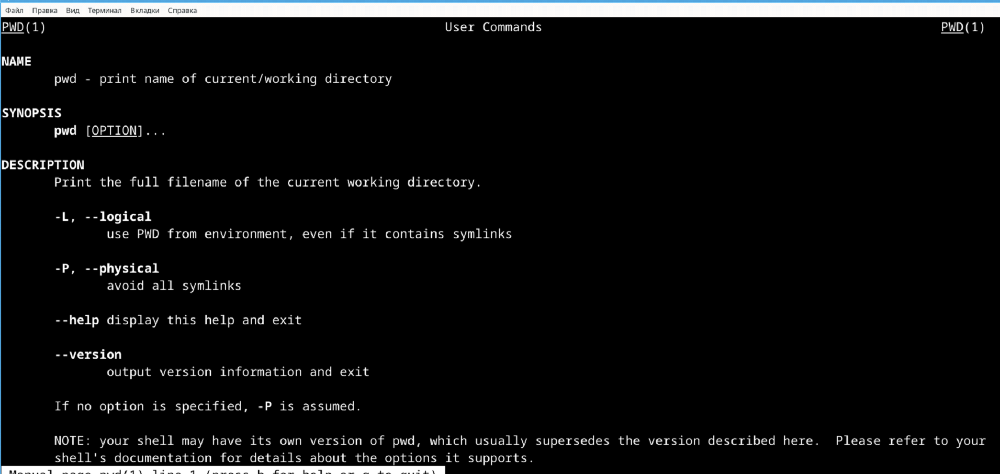 Файл Правка Вид Терминал Вкладки Справка
PWD(1) User Commands PWD(1)
NAME
pwd - print name of current/working directory
SYNOPSIS
pwd [OPTION]...
DESCRIPTION
Print the full filename of the current working directory.
-L, --logical
use PWD from environment, even if it contains symlinks
-P, --physical
avoid all symlinks
--help display this help and exit
--version
output version information and exit
If no option is specified, -P is assumed.
NOTE: your shell may have its own version of pwd, which usually supersedes the version described here. Please refer to your
shell's documentation for details about the options it supports.
Manual page pwd(1) line 1 (press h for help or q to quit)